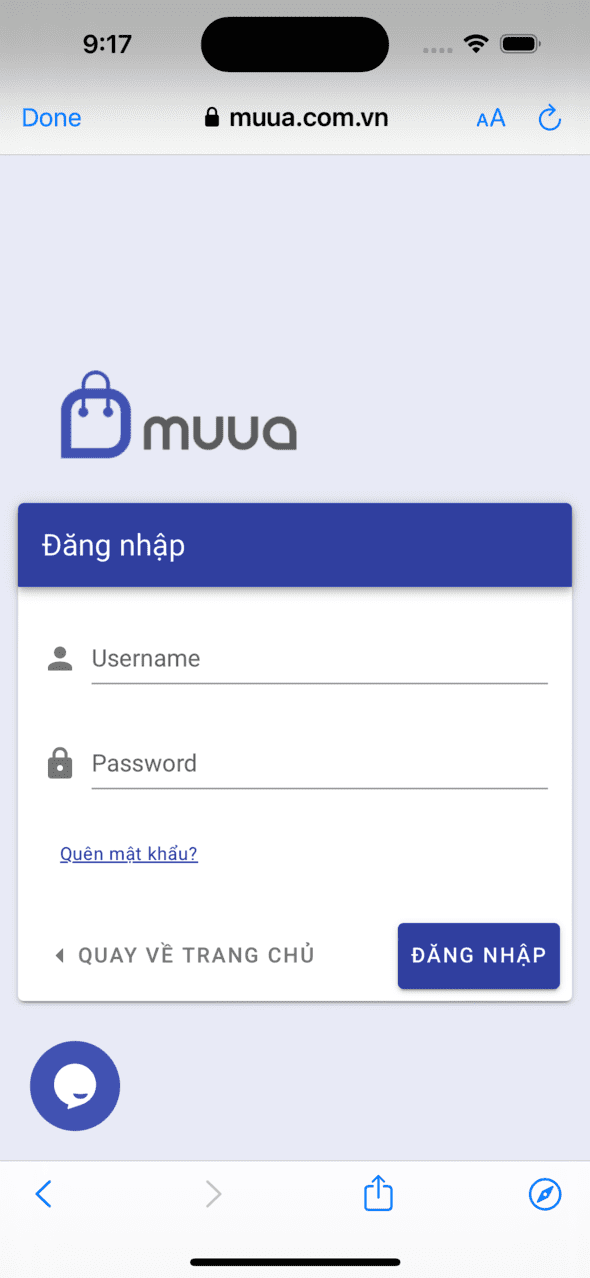 9:17
Done muua.com.vn AA
muua
Đăng nhập
Username
Password
Quên mật khẩu?
QUAY VỀ TRANG CHỦ ĐĂNG NHẬP